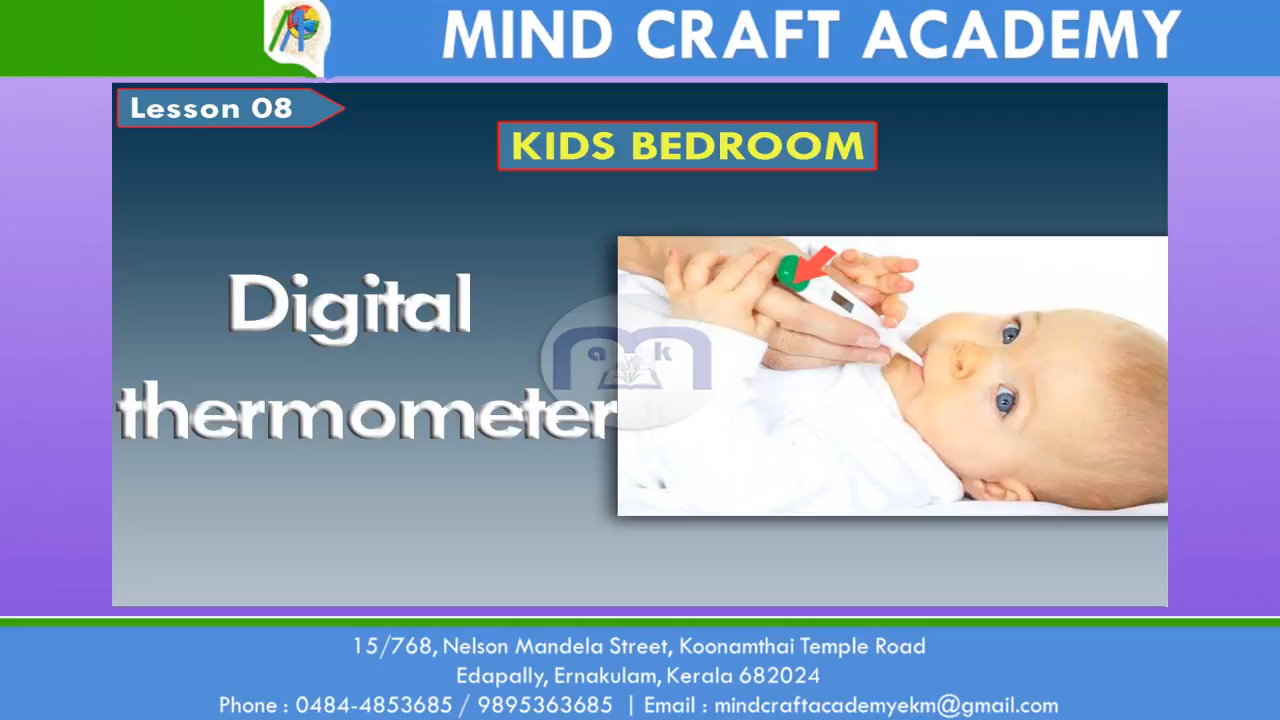 MIND CRAFT ACADEMY
Lesson 08
KIDS BEDROOM
Digital
thermometer
a k
15/768, Nelson Mandela Street, Koonamthai Temple Road
Edapally, Ernakulam, Kerala 682024
Phone : 0484-4853685 / 9895363685 | Email : mindcraftacademyekm@gmail.com